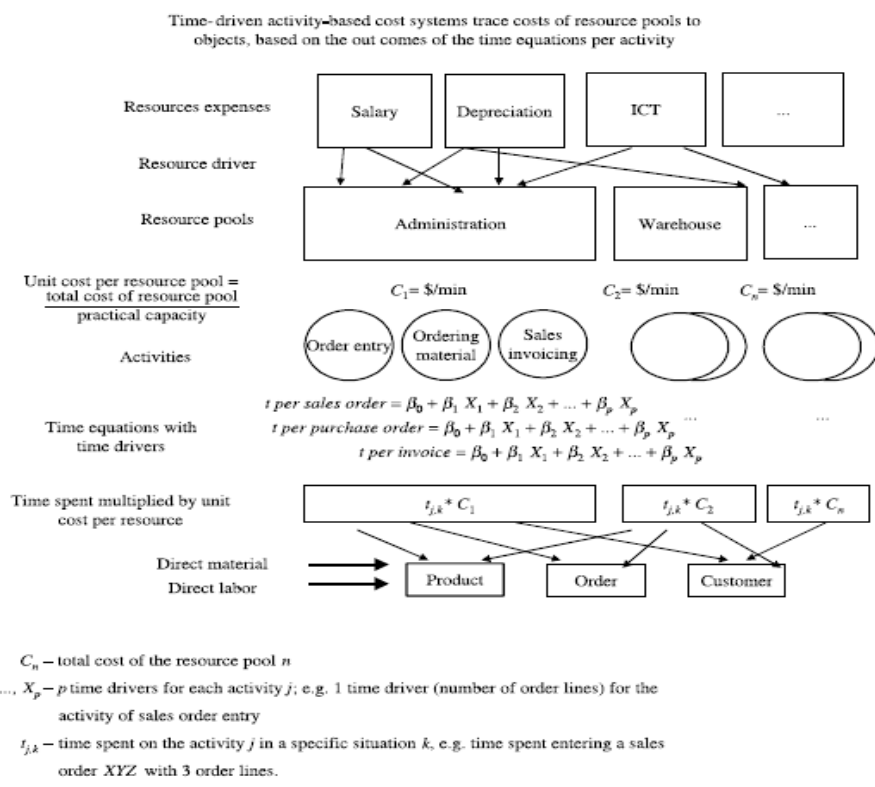 Time- driven activity-based cost systems trace costs of resource pools to
objects, based on the out comes of the time equations per activity
Resources expenses
Salary
Depreciation
ICT
...
Resource driver
Resource pools
Administration
Warehouse
...
Unit cost per resource pool =
total cost of resource pool
practical capacity
C₁= $/min
C₂= $/min
Cₙ= $/min
Activities
Order entry
Ordering
material
Sales
invoicing
Time equations with
time drivers
t per sales order = β₀ + β₁ X₁ + β₂ X₂ + ... + βₚ Xₚ
t per purchase order = β₀ + β₁ X₁ + β₂ X₂ + ... + βₚ Xₚ
t per invoice = β₀ + β₁ X₁ + β₂ X₂ + ... + βₚ Xₚ
...
...
Time spent multiplied by unit
cost per resource
t_{j,k}* C₁
t_{j,k}* C₂
t_{j,k}* Cₙ
Direct material
Direct labor
Product
Order
Customer
Cₙ – total cost of the resource pool n
..., Xₚ – p time drivers for each activity j; e.g. 1 time driver (number of order lines) for the
activity of sales order entry
t_{j,k} – time spent on the activity j in a specific situation k, e.g. time spent entering a sales
order XYZ with 3 order lines.